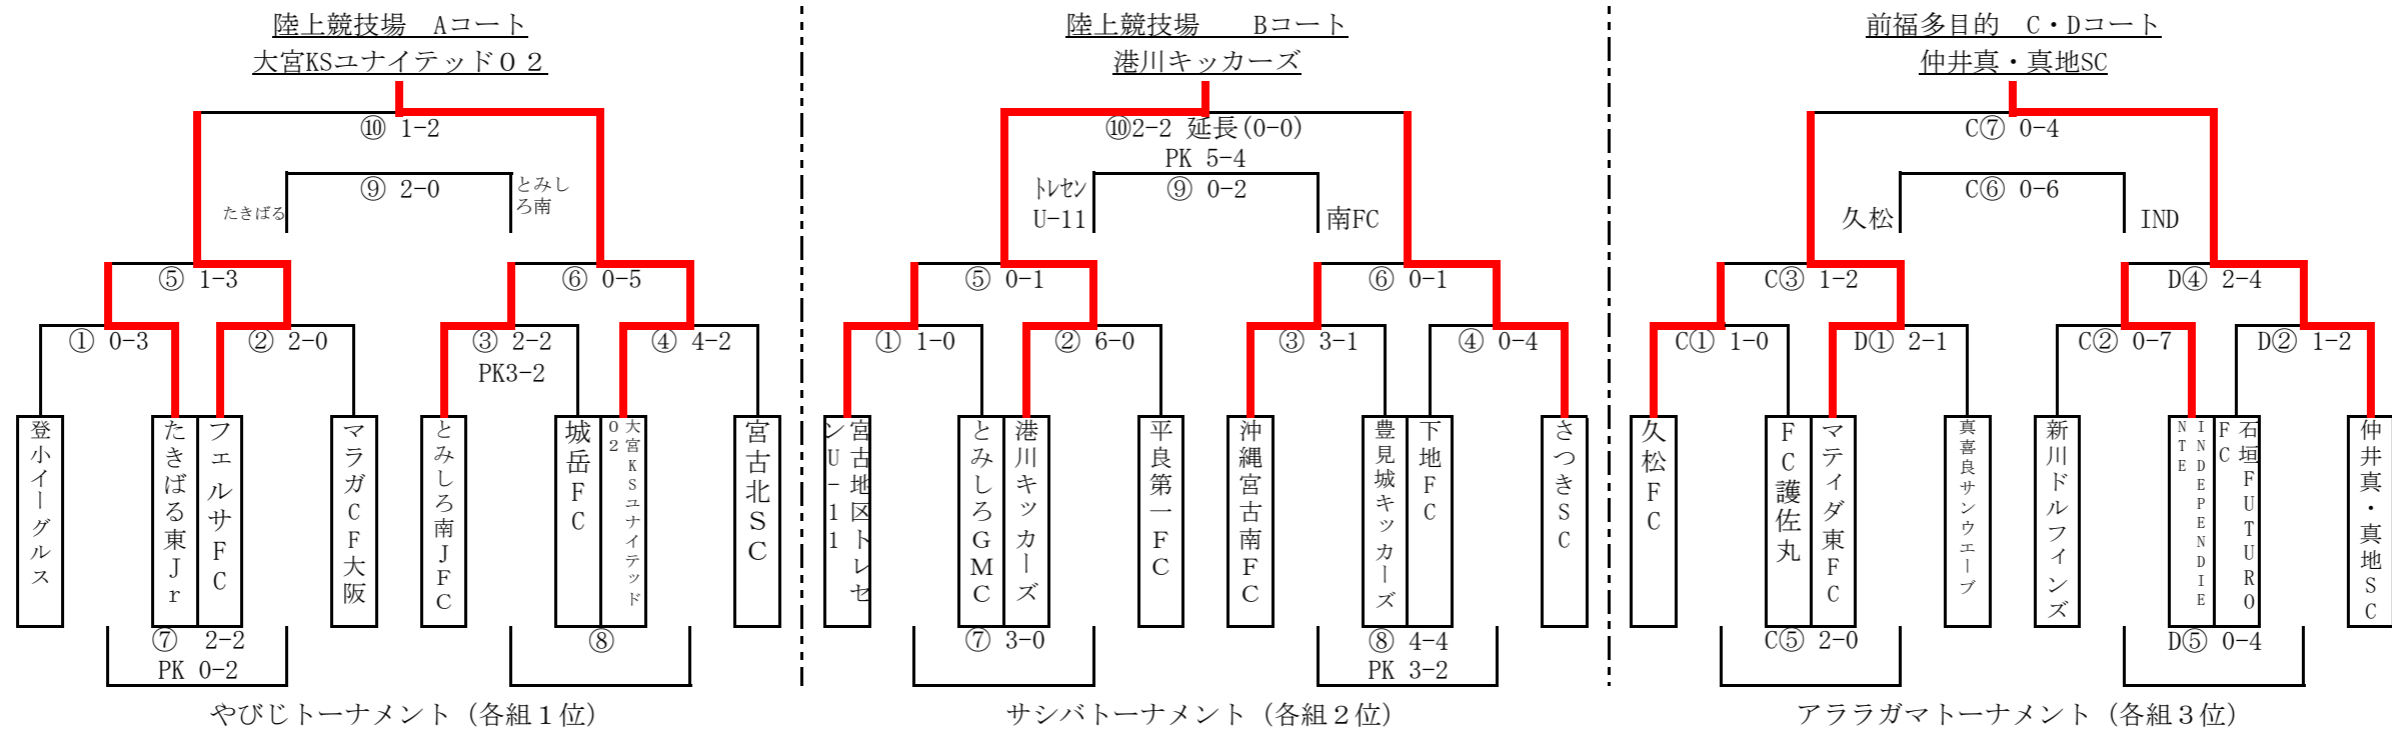 陸上競技場　Aコート
大宮KSユナイテッド０２
⑩ 1-2
⑨ 2-0
たきばる
とみし
ろ南
⑤ 1-3
⑥ 0-5
① 0-3
② 2-0
③ 2-2
PK3-2
④ 4-2
登小イーグルス
たきばる東Jr
フェルサFC
マラガCF大阪
とみしろ南JFC
城岳FC
大宮KSユナイテッド
０２
宮古北SC
⑦ 2-2
PK 0-2
⑧
やびじトーナメント（各組１位）
陸上競技場　Bコート
港川キッカーズ
⑩2-2 延長(0-0)
PK 5-4
⑨ 0-2
トレセン
U-11
南FC
⑤ 0-1
⑥ 0-1
① 1-0
② 6-0
③ 3-1
④ 0-4
宮古地区トレセ
ンU-11
とみしろGMC
港川キッカーズ
平良第一FC
沖縄宮古南FC
豊見城キッカーズ
下地FC
さつきSC
⑦ 3-0
⑧ 4-4
PK 3-2
サシバトーナメント（各組２位）
前福多目的　C・Dコート
仲井真・真地SC
C⑦ 0-4
C⑥ 0-6
久松
IND
C③ 1-2
D④ 2-4
C① 1-0
D① 2-1
C② 0-7
D② 1-2
久松FC
FC護佐丸
マティダ東FC
真喜良サンウエーブ
新川ドルフィンズ
INDEPENDIE
NTE
石垣FUTURO
FC
仲井真・真地SC
C⑤ 2-0
D⑤ 0-4
アララガマトーナメント（各組３位）